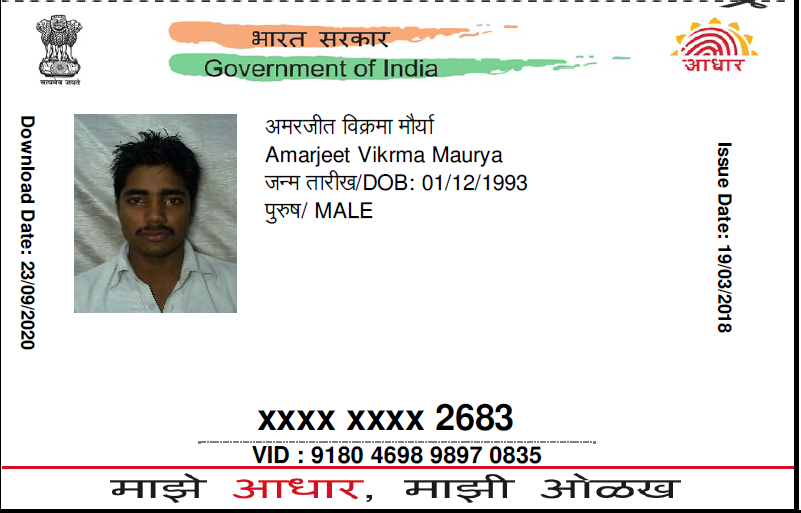 भारत सरकार
Government of India
सत्यमेव जयते
आधार
Download Date: 23/09/2020
अमरजीत विक्रमा मौर्या
Amarjeet Vikrma Maurya
जन्म तारीख/DOB: 01/12/1993
पुरुष/ MALE
Issue Date: 19/03/2018
xxxx xxxx 2683
VID : 9180 4698 9897 0835
माझे आधार, माझी ओळख